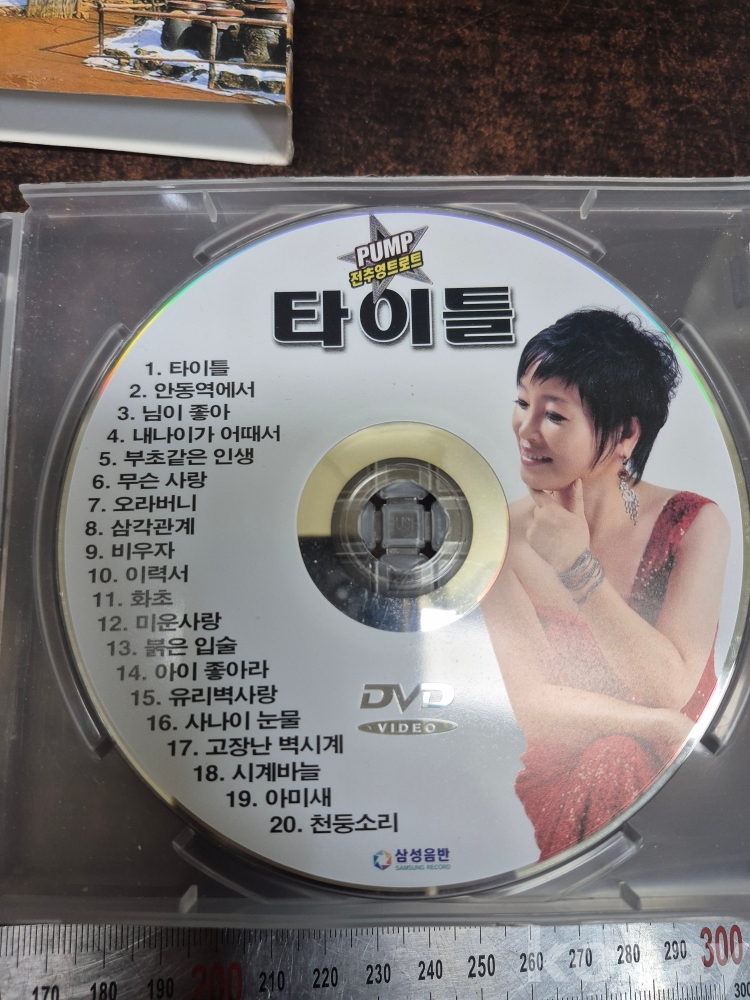 PUMP
전추영트로트
타이틀
1. 타이틀
2. 안동역에서
3. 님이 좋아
4. 내나이가 어때서
5. 부초같은 인생
6. 무슨 사랑
7. 오라버니
8. 삼각관계
9. 비우자
10. 이력서
11. 화초
12. 미운사랑
13. 붉은 입술
14. 아이 좋아라
15. 유리벽사랑
16. 사나이 눈물
17. 고장난 벽시계
18. 시계바늘
19. 아미새
20. 천둥소리
DVD
VIDEO
삼성음반
SAMSUNG RECORD
170 180 190 200 210 220 230 240 250 260 270 280 290 300